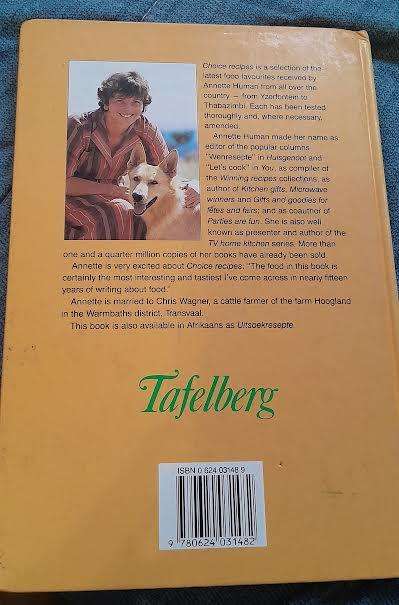 Choice recipes is a selection of the
latest food favourites received by
Annette Human from all over the
country – from Yzerfontein to
Thabazimbi. Each has been tested
thoroughly and, where necessary,
amended.
Annette Human made her name as
editor of the popular columns
"Wenresepte" in Huisgenoot and
"Let's cook" in You, as compiler of
the Winning recipes collections, as
author of Kitchen gifts, Microwave
winners and Gifts and goodies for
fêtes and fairs; and as coauthor of
Parties are fun. She is also well
known as presenter and author of the
TV home kitchen series. More than
one and a quarter million copies of her books have already been sold.
Annette is very excited about Choice recipes: "The food in this book is
certainly the most interesting and tastiest I've come across in nearly fifteen
years of writing about food."
Annette is married to Chris Wagner, a cattle farmer of the farm Hoogland
in the Warmbaths district, Transvaal.
This book is also available in Afrikaans as Uitsoekresepte.
Tafelberg
ISBN 0 624 03148 9
9 780624 031482